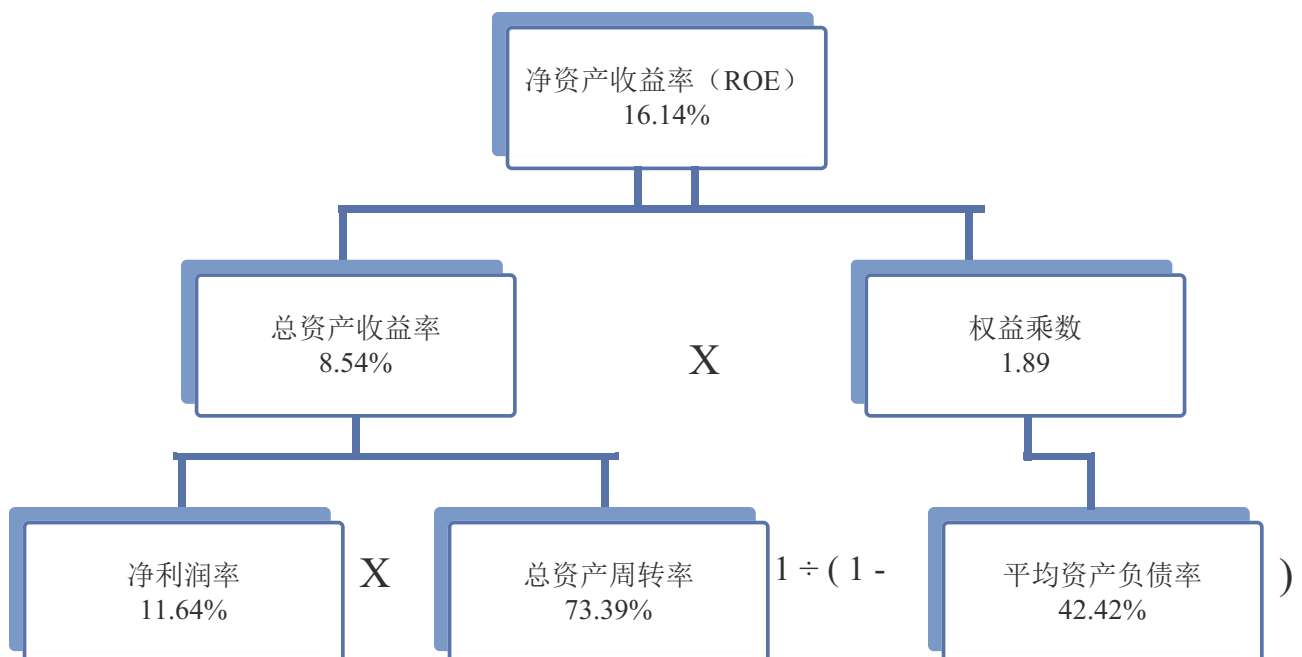 净资产收益率（ROE）
16.14%
总资产收益率
8.54%
X
权益乘数
1.89
净利润率
11.64%
X
总资产周转率
73.39%
1 ÷ ( 1 -
平均资产负债率
42.42%
)